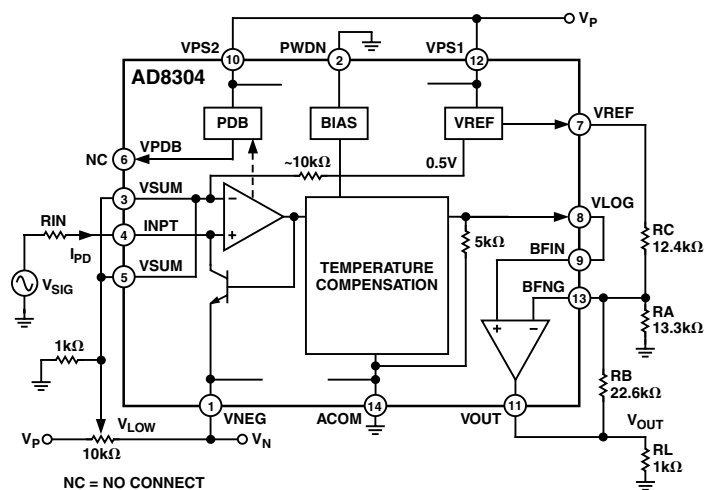 VP
VPS2
PWDN
VPS1
10
2
12
AD8304
PDB
BIAS
VREF
7
VREF
NC
6
VPDB
~10kΩ
0.5V
3
VSUM
−
8
VLOG
RIN
4
INPT
+
IPD
5kΩ
RC
12.4kΩ
VSIG
5
VSUM
TEMPERATURE
COMPENSATION
BFIN
9
BFNG
13
+
−
RA
13.3kΩ
1kΩ
RB
22.6kΩ
VLOW
1
VNEG
ACOM
14
VOUT
11
VOUT
VP
10kΩ
VN
RL
1kΩ
NC = NO CONNECT